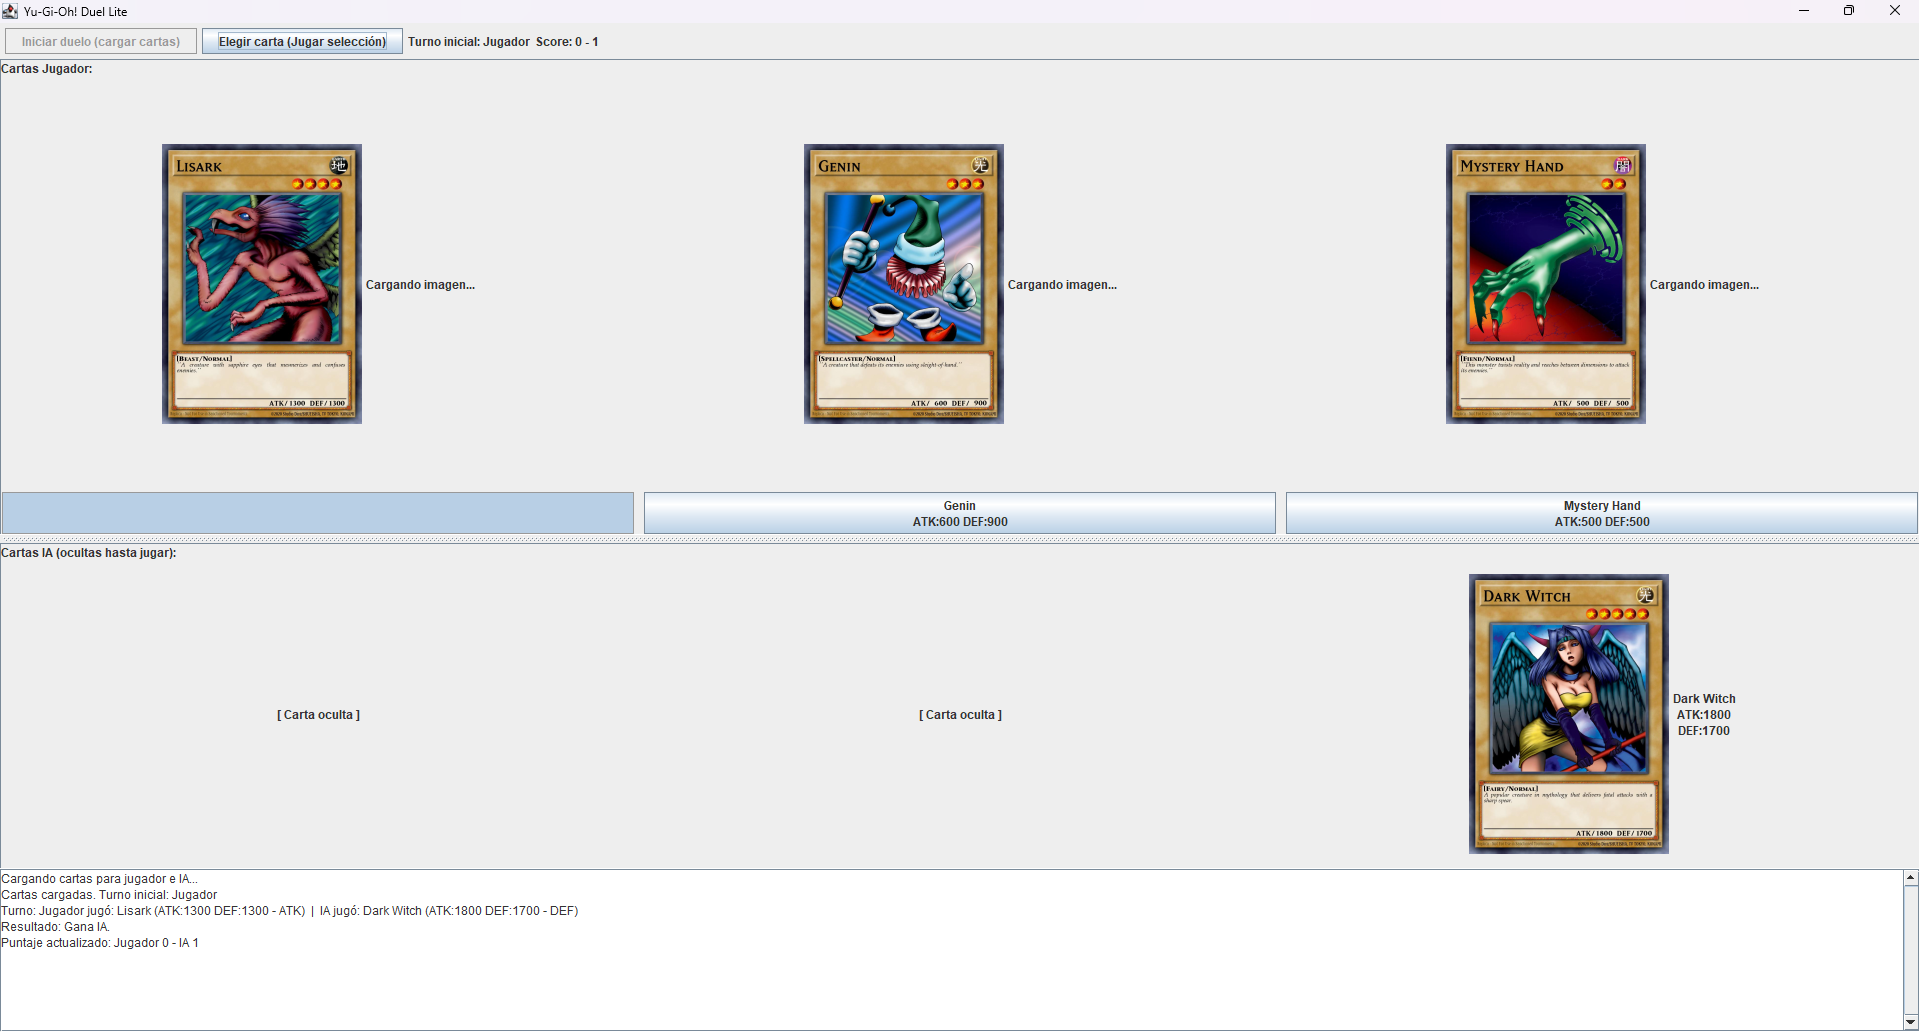 Yu-Gi-Oh! Duel Lite
Iniciar duelo (cargar cartas)
Elegir carta (Jugar selección)
Turno inicial: Jugador  Score: 0 - 1
Cartas Jugador:
LISARK
地
[BEAST/NORMAL]
"A creature with sapphire eyes that mesmerizes and confuses
enemies."
ATK/1300 DEF/1300
Cargando imagen...
GENIN
光
[SPELLCASTER/NORMAL]
"A creature that defeats its enemies using sleight-of-hand."
ATK/ 600 DEF/ 900
Cargando imagen...
MYSTERY HAND
闇
[FIEND/NORMAL]
"This monster twists reality and reaches between dimensions to attack
its enemies."
ATK/ 500 DEF/ 500
Cargando imagen...
Genin
ATK:600 DEF:900
Mystery Hand
ATK:500 DEF:500
Cartas IA (ocultas hasta jugar):
[ Carta oculta ]
[ Carta oculta ]
DARK WITCH
光
[FAIRY/NORMAL]
A popular creature in mythology that delivers fatal attacks with a
sharp spear.
ATK/1800 DEF/1700
Dark Witch
ATK:1800
DEF:1700
Cargando cartas para jugador e IA...
Cartas cargadas. Turno inicial: Jugador
Turno: Jugador jugó: Lisark (ATK:1300 DEF:1300 - ATK)  |  IA jugó: Dark Witch (ATK:1800 DEF:1700 - DEF)
Resultado: Gana IA.
Puntaje actualizado: Jugador 0 - IA 1